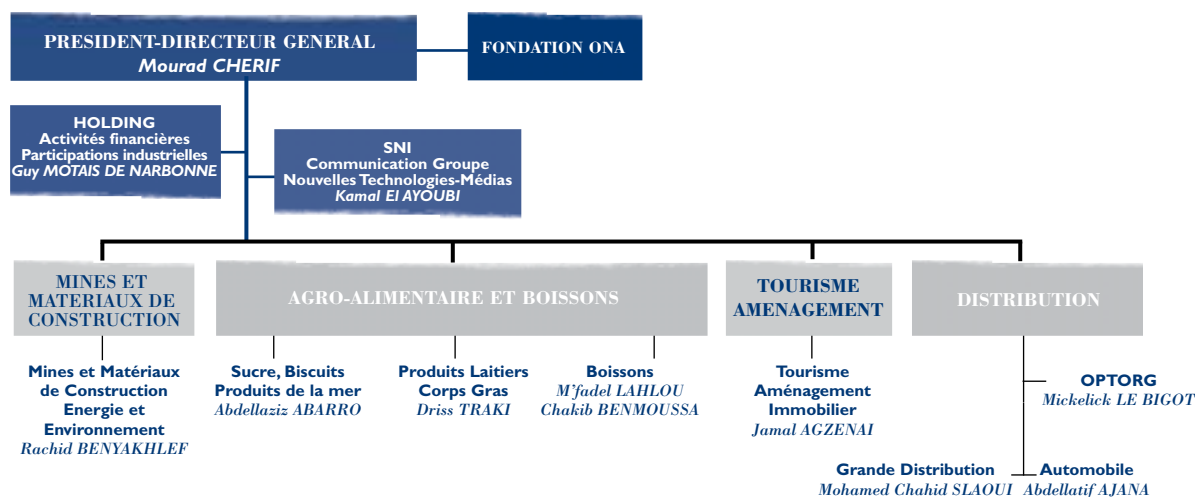 PRESIDENT-DIRECTEUR GENERAL
Mourad CHERIF
FONDATION ONA
HOLDING
Activités financières
Participations industrielles
Guy MOTAIS DE NARBONNE
SNI
Communication Groupe
Nouvelles Technologies-Médias
Kamal El AYOUBI
MINES ET
MATERIAUX DE
CONSTRUCTION
AGRO-ALIMENTAIRE ET BOISSONS
TOURISME
AMENAGEMENT
DISTRIBUTION
Mines et Matériaux
de Construction
Energie et
Environnement
Rachid BENYAKHLEF
Sucre, Biscuits
Produits de la mer
Abdellaziz ABARRO
Produits Laitiers
Corps Gras
Driss TRAKI
Boissons
M'fadel LAHLOU
Chakib BENMOUSSA
Tourisme
Aménagement
Immobilier
Jamal AGZENAI
OPTORG
Mickelick LE BIGOT
Grande Distribution
Mohamed Chahid SLAOUI
Automobile
Abdellatif AJANA